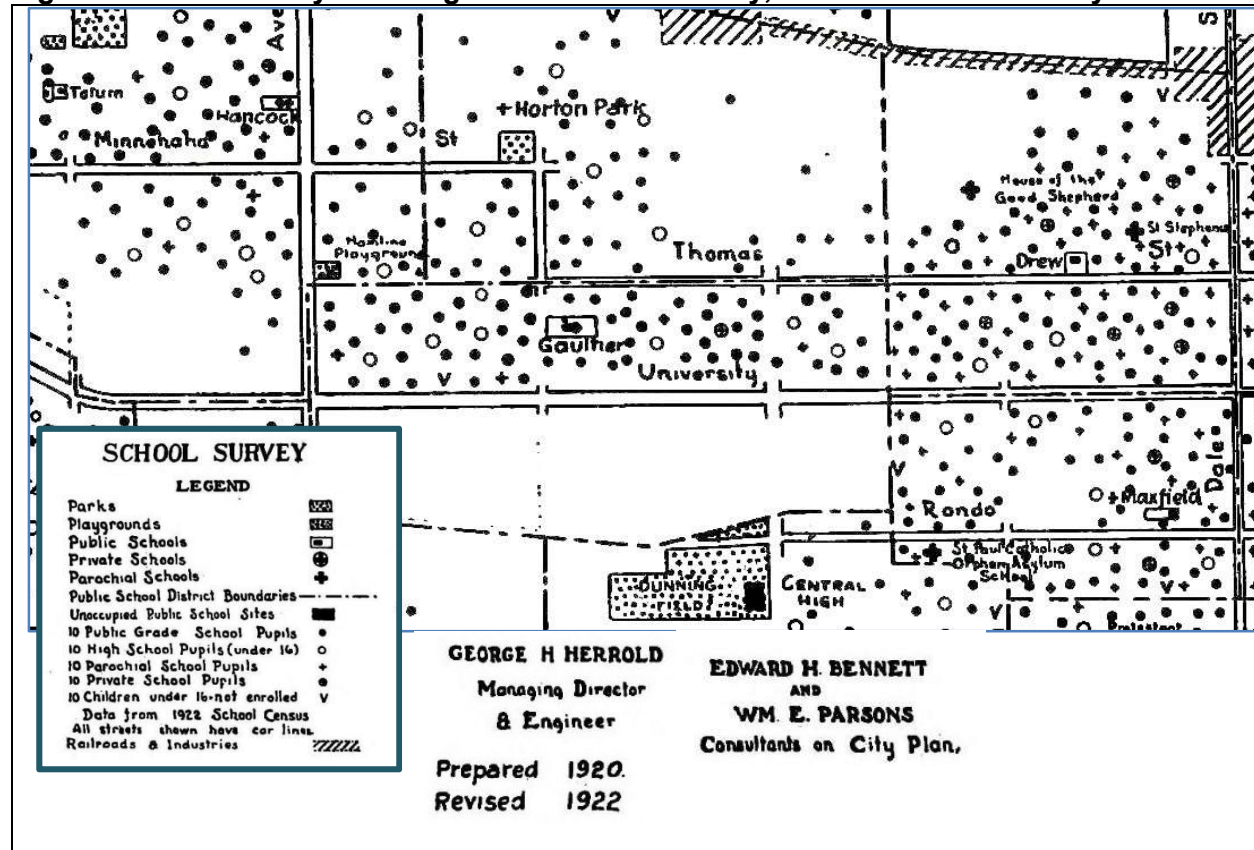 Ave
Tatum
Hancock
Minnehaha
St
Horton Park
House of the
Good Shepherd
St Stephens
St
Drew
Hamline
Playground
Thomas
Gaultier
University
Dale
Maxfield
Rondo
St Paul Catholic
Orphan Asylum
School
DUNNING
FIELD
CENTRAL
HIGH
Protestant
SCHOOL SURVEY
LEGEND
Parks
Playgrounds
Public Schools
Private Schools
Parochial Schools
Public School District Boundaries
Unoccupied Public School Sites
10 Public Grade School Pupils
10 High School Pupils (under 16)
10 Parochial School Pupils
10 Private School Pupils
10 Children under 16-not enrolled
Data from 1922 School Census
All streets shown have car lines
Railroads & Industries
GEORGE H HERROLD
Managing Director
& Engineer
EDWARD H. BENNETT
AND
WM. E. PARSONS
Consultants on City Plan,
Prepared 1920.
Revised 1922